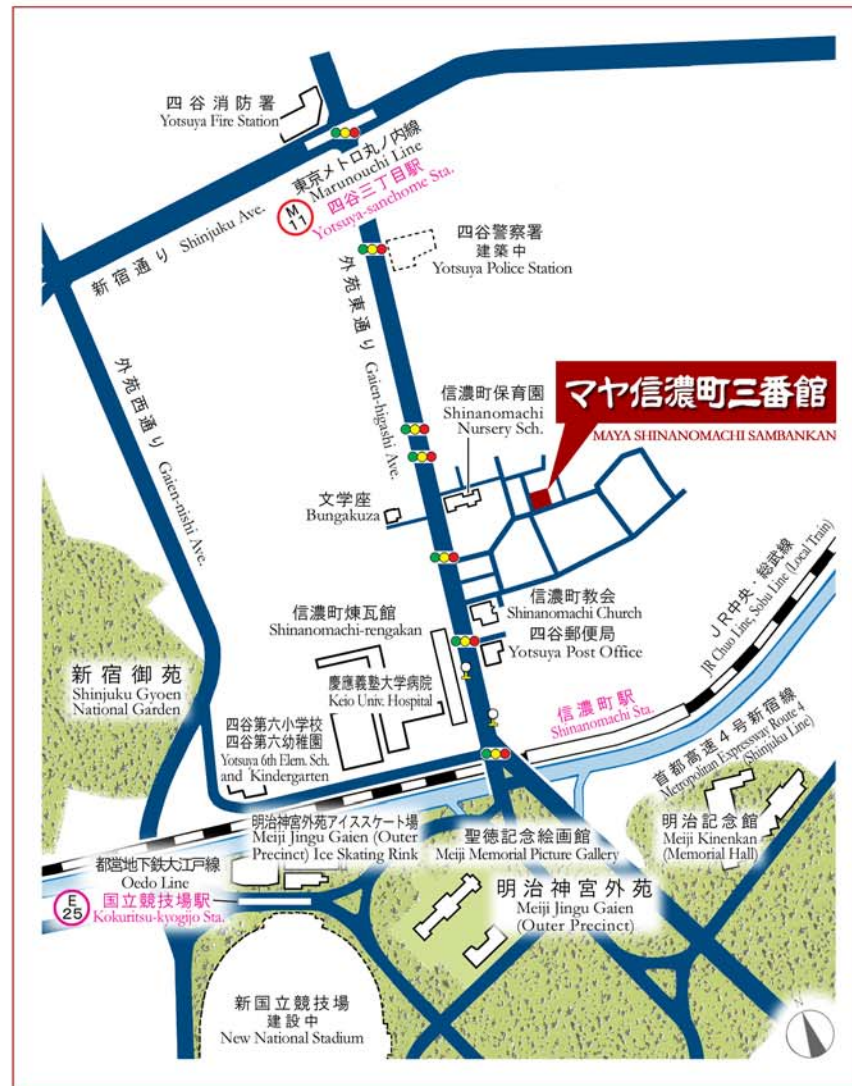 四谷消防署
Yotsuya Fire Station
東京メトロ丸ノ内線
Marunouchi Line
M
11
四谷三丁目駅
Yotsuya-sanchome Sta.
新宿通り Shinjuku Ave.
四谷警察署
建築中
Yotsuya Police Station
外苑東通り Gaien-higashi Ave.
外苑西通り Gaien-nishi Ave.
信濃町保育園
Shinanomachi
Nursery Sch.
マヤ信濃町三番館
MAYA SHINANOMACHI SAMBANKAN
文学座
Bungakuza
JR中央・総武線
JR Chuo Line, Sobu Line (Local Train)
信濃町教会
Shinanomachi Church
信濃町煉瓦館
Shinanomachi-rengakan
四谷郵便局
Yotsuya Post Office
新宿御苑
Shinjuku Gyoen
National Garden
慶應義塾大学病院
Keio Univ. Hospital
信濃町駅
Shinanomachi Sta.
首都高速4号新宿線
Metropolitan Expressway Route 4
(Shinjuku Line)
四谷第六小学校
四谷第六幼稚園
Yotsuya 6th Elem. Sch.
and Kindergarten
明治神宮外苑アイススケート場
Meiji Jingu Gaien (Outer
Precinct) Ice Skating Rink
聖徳記念絵画館
Meiji Memorial Picture Gallery
明治記念館
Meiji Kinenkan
(Memorial Hall)
都営地下鉄大江戸線
Oedo Line
E
25
国立競技場駅
Kokuritsu-kyogijo Sta.
明治神宮外苑
Meiji Jingu Gaien
(Outer Precinct)
新国立競技場
建設中
New National Stadium
N